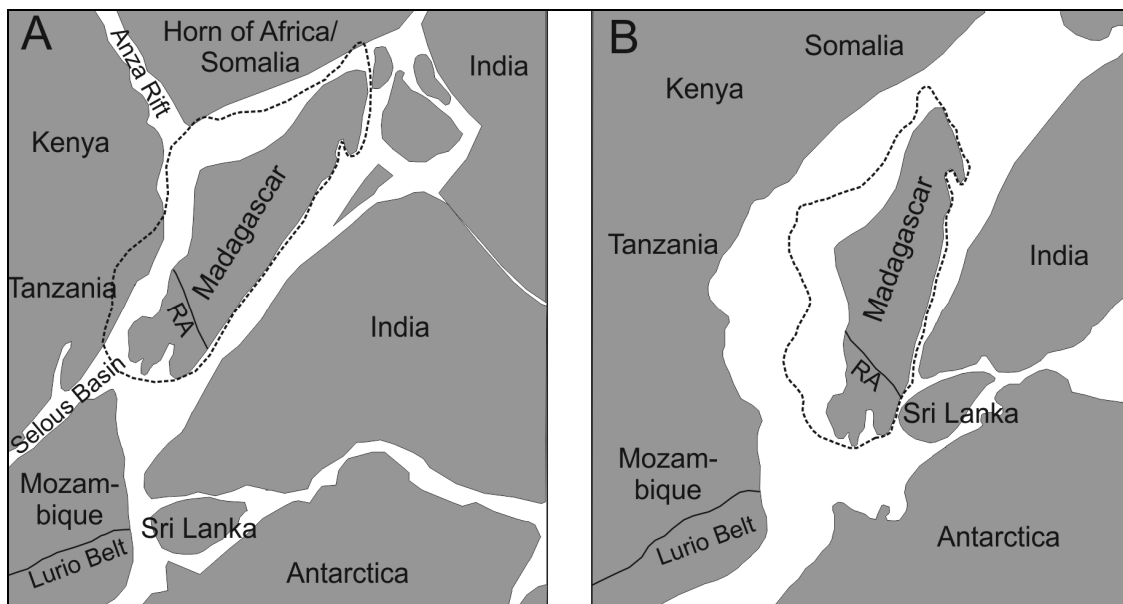 A
Horn of Africa/
Somalia
India
Anza Rift
Kenya
Madagascar
Tanzania
RA
India
Selous Basin
Mozam-
bique
Sri Lanka
Lurio Belt
Antarctica
B
Somalia
Kenya
Madagascar
Tanzania
India
RA
Sri Lanka
Mozam-
bique
Lurio Belt
Antarctica